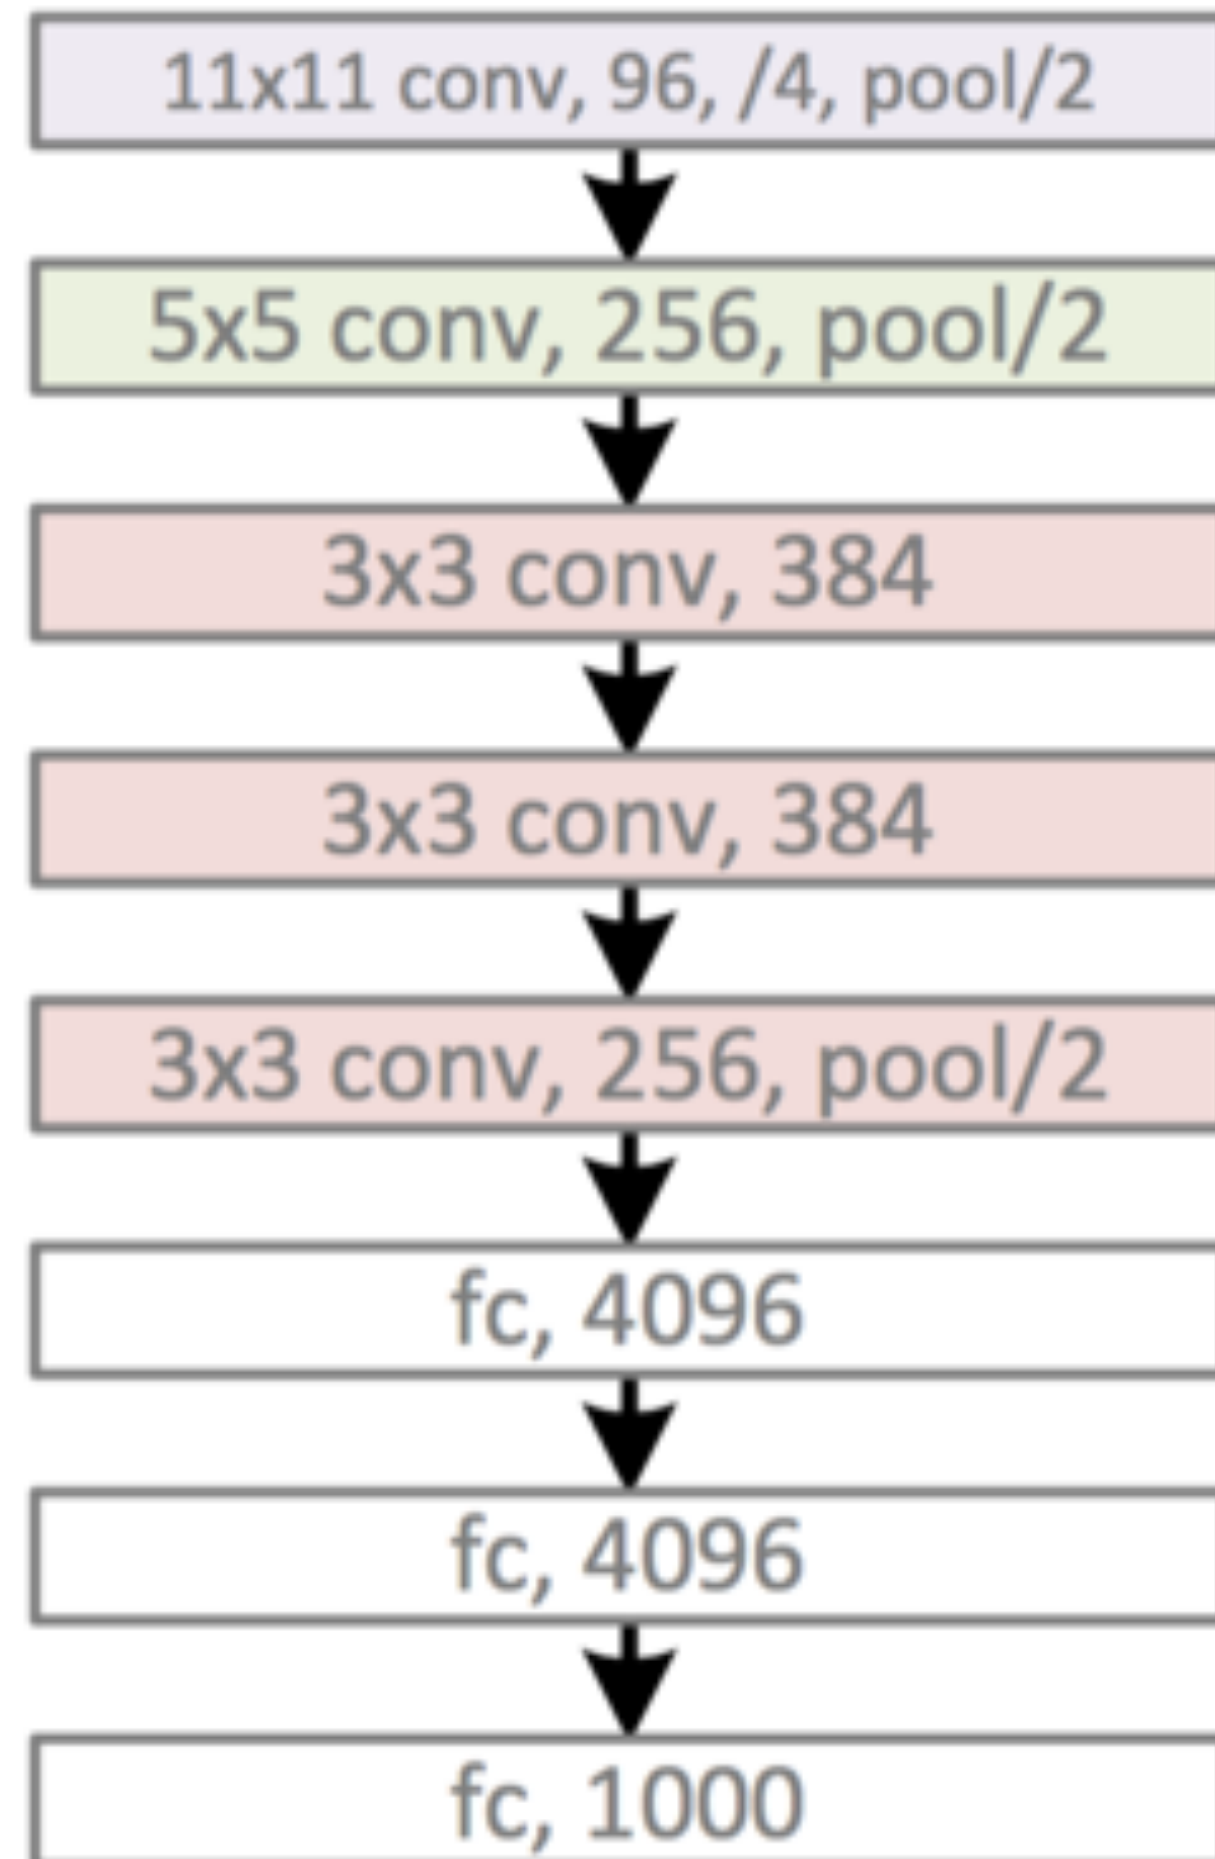 11x11 conv, 96, /4, pool/2
5x5 conv, 256, pool/2
3x3 conv, 384
3x3 conv, 384
3x3 conv, 256, pool/2
fc, 4096
fc, 4096
fc, 1000